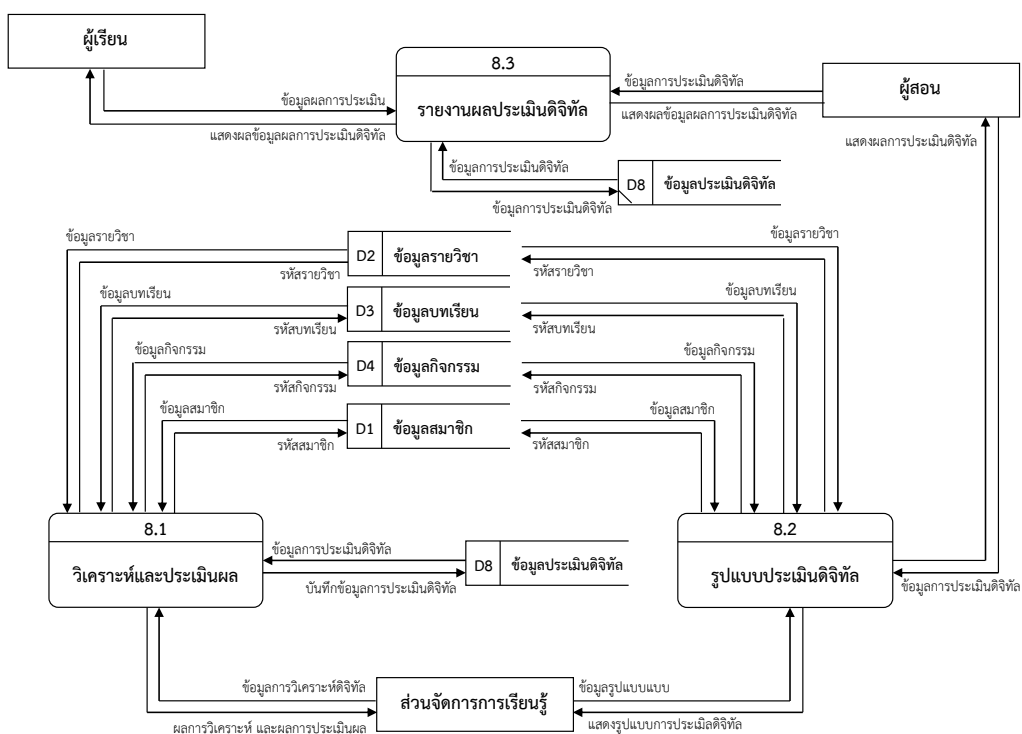 ผู้เรียน
8.3
รายงานผลประเมินดิจิทัล
ผู้สอน
ข้อมูลการประเมินดิจิทัล
ข้อมูลผลการประเมิน
แสดงผลข้อมูลผลการประเมินดิจิทัล
แสดงผลข้อมูลผลการประเมินดิจิทัล
แสดงผลการประเมินดิจิทัล
ข้อมูลการประเมินดิจิทัล
D8 ข้อมูลประเมินดิจิทัล
ข้อมูลการประเมินดิจิทัล
ข้อมูลรายวิชา
D2 ข้อมูลรายวิชา
ข้อมูลรายวิชา
รหัสรายวิชา
รหัสรายวิชา
ข้อมูลบทเรียน
D3 ข้อมูลบทเรียน
ข้อมูลบทเรียน
รหัสบทเรียน
รหัสบทเรียน
ข้อมูลกิจกรรม
D4 ข้อมูลกิจกรรม
ข้อมูลกิจกรรม
รหัสกิจกรรม
รหัสกิจกรรม
ข้อมูลสมาชิก
D1 ข้อมูลสมาชิก
ข้อมูลสมาชิก
รหัสสมาชิก
รหัสสมาชิก
8.1
วิเคราะห์และประเมินผล
ข้อมูลการประเมินดิจิทัล
D8 ข้อมูลประเมินดิจิทัล
บันทึกข้อมูลการประเมินดิจิทัล
8.2
รูปแบบประเมินดิจิทัล
ข้อมูลการประเมินดิจิทัล
ข้อมูลการวิเคราะห์ดิจิทัล
ส่วนจัดการการเรียนรู้
ข้อมูลรูปแบบแบบ
ผลการวิเคราะห์ และผลการประเมินผล
แสดงรูปแบบการประเมิลดิจิทัล